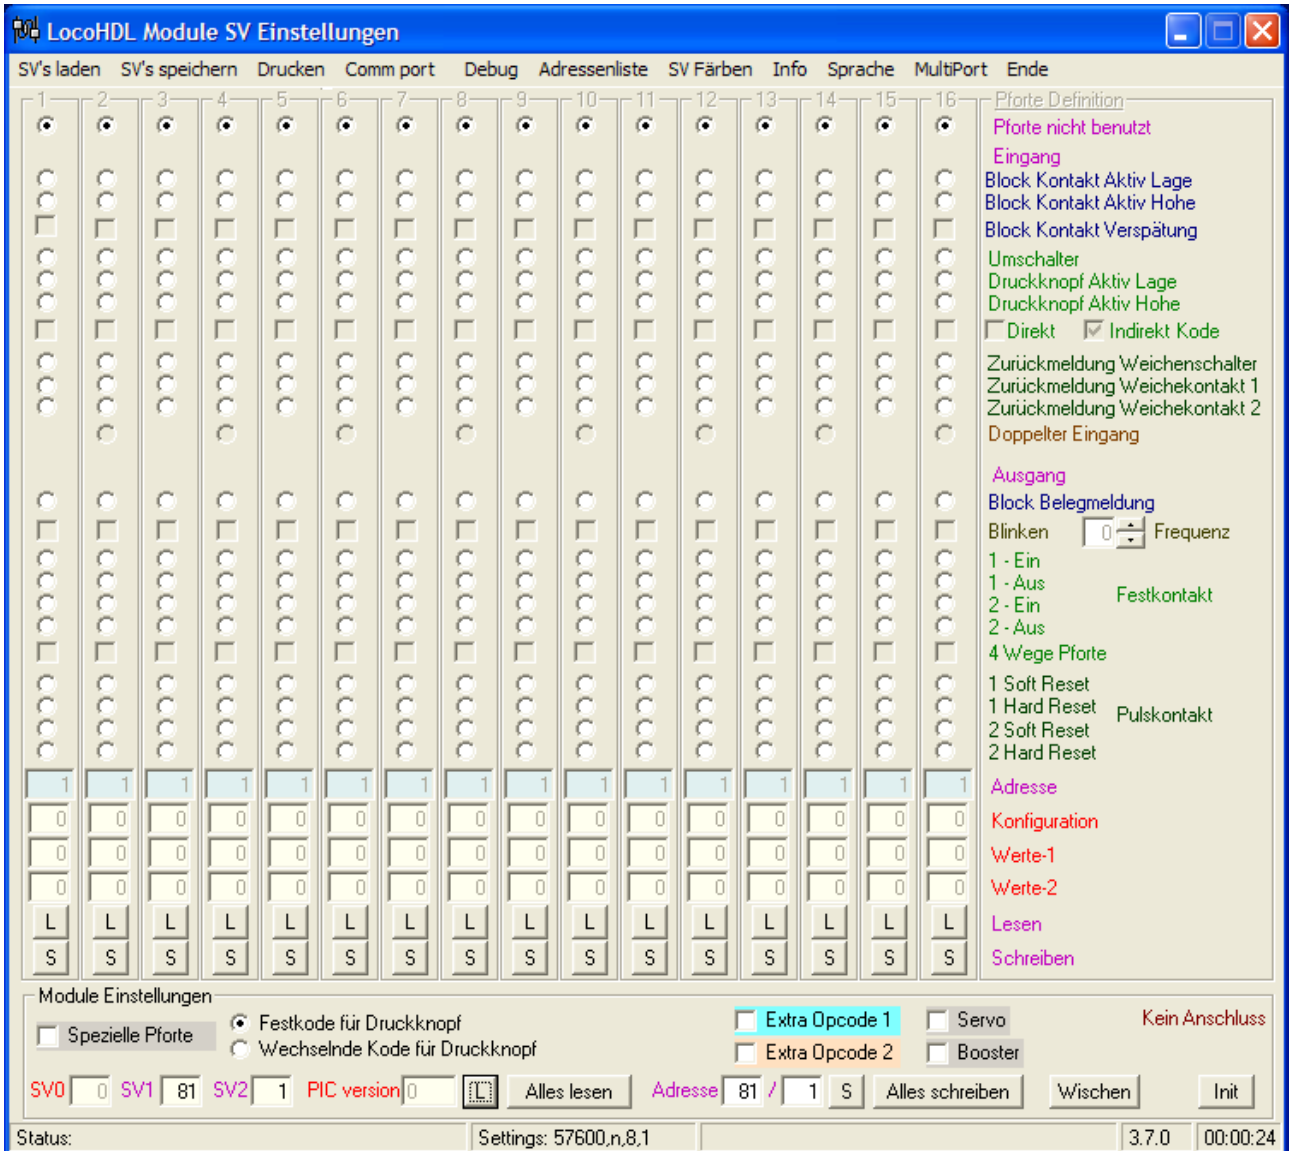 LocoHDL Module SV Einstellungen
SV's laden SV's speichern Drucken Comm port Debug Adressenliste SV Färben Info Sprache MultiPort Ende
1 2 3 4 5 6 7 8 9 10 11 12 13 14 15 16 Pforte Definition
Pforte nicht benutzt
Eingang
Block Kontakt Aktiv Lage
Block Kontakt Aktiv Hohe
Block Kontakt Verspätung
Umschalter
Druckknopf Aktiv Lage
Druckknopf Aktiv Hohe
Direkt Indirekt Kode
Zurückmeldung Weichenschalter
Zurückmeldung Weichekontakt 1
Zurückmeldung Weichekontakt 2
Doppelter Eingang
Ausgang
Block Belegmeldung
Blinken 0 Frequenz
1 - Ein
1 - Aus
Festkontakt
2 - Ein
2 - Aus
4 Wege Pforte
1 Soft Reset
1 Hard Reset
Pulskontakt
2 Soft Reset
2 Hard Reset
1 1 1 1 1 1 1 1 1 1 1 1 1 1 1 1 Adresse
0 0 0 0 0 0 0 0 0 0 0 0 0 0 0 0 Konfiguration
0 0 0 0 0 0 0 0 0 0 0 0 0 0 0 0 Werte-1
0 0 0 0 0 0 0 0 0 0 0 0 0 0 0 0 Werte-2
L L L L L L L L L L L L L L L L Lesen
S S S S S S S S S S S S S S S S Schreiben
Module Einstellungen
Spezielle Pforte
Festkode für Druckknopf
Wechselnde Kode für Druckknopf
Extra Opcode 1 Servo Kein Anschluss
Extra Opcode 2 Booster
SV0 0 SV1 81 SV2 1 PIC version 0 L Alles lesen Adresse 81 / 1 S Alles schreiben Wischen Init
Status: Settings: 57600,n,8,1 3.7.0 00:00:24